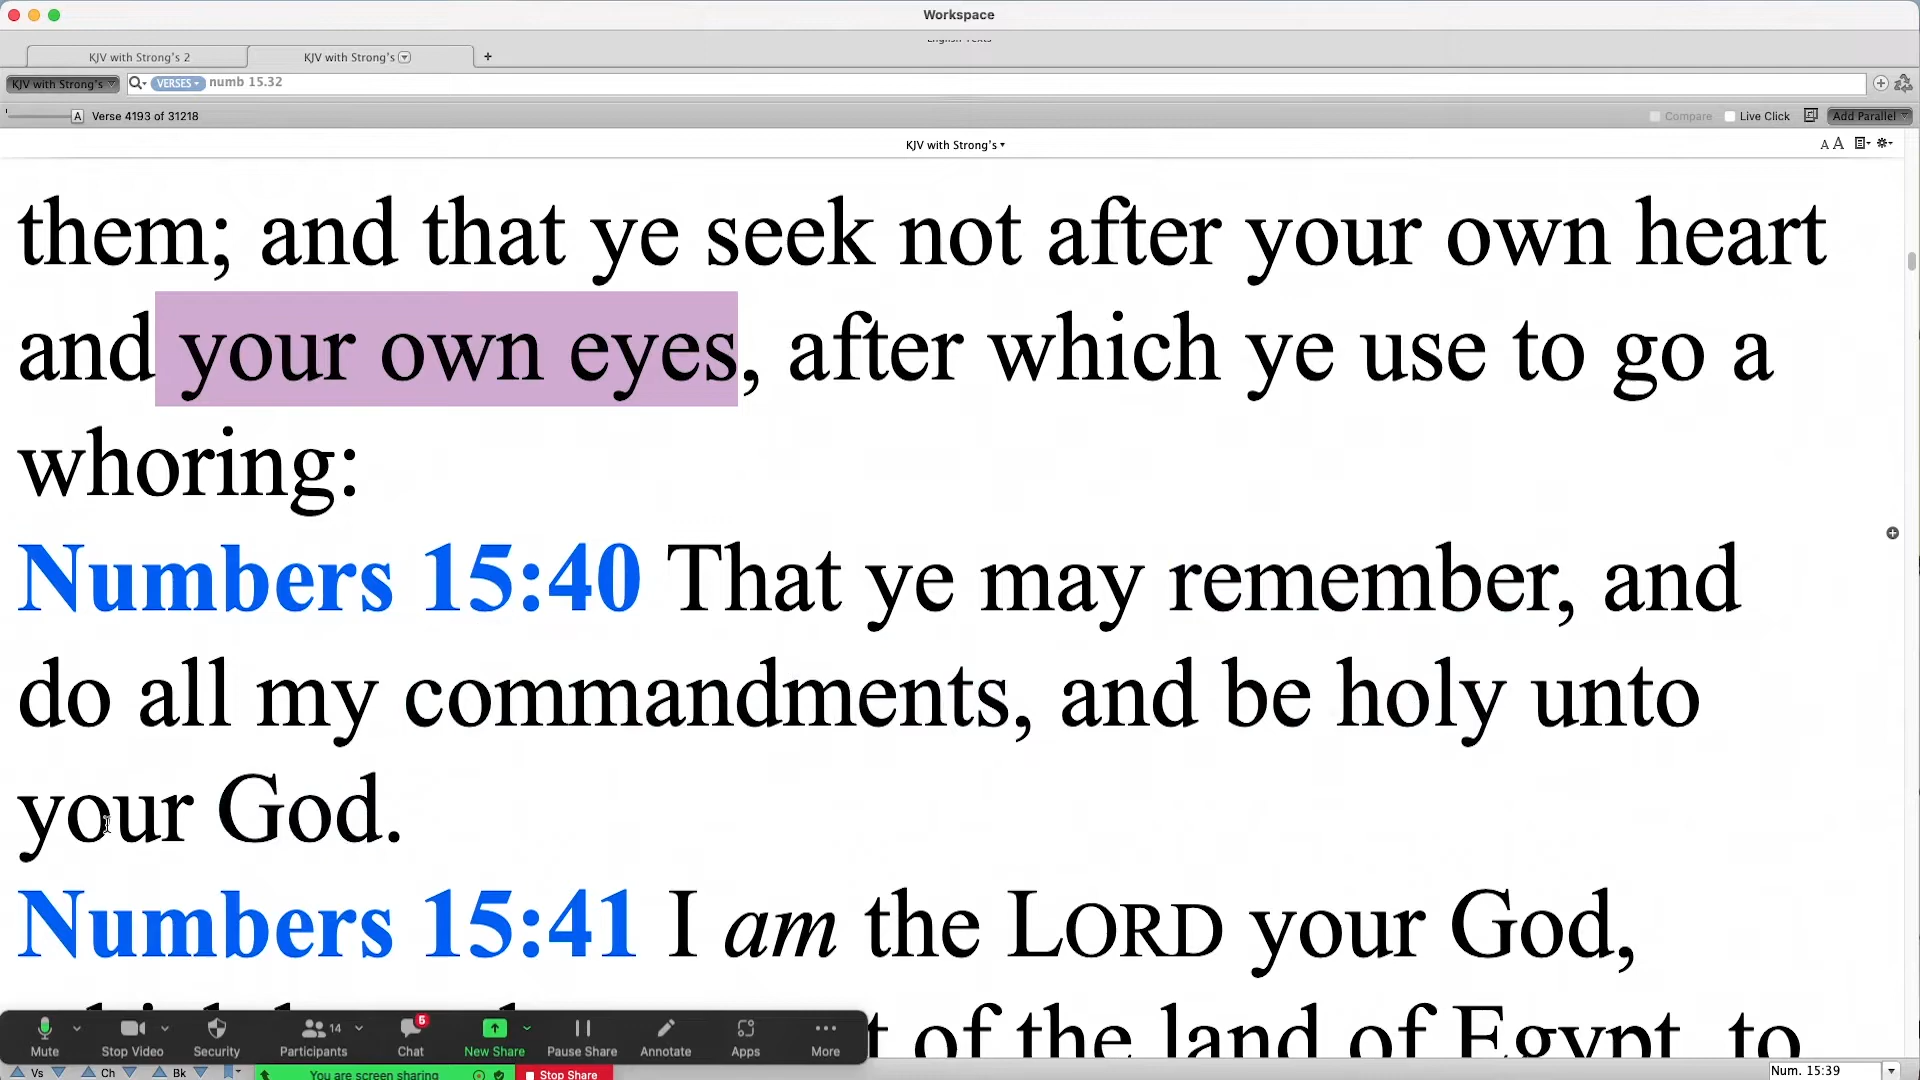 Workspace
English Texts
KJV with Strong's 2
KJV with Strong's
+
KJV with Strong's
VERSES
numb 15.32
A
Verse 4193 of 31218
Compare
Live Click
Add Parallel
KJV with Strong's
A A
them; and that ye seek not after your own heart
and your own eyes, after which ye use to go a
whoring:
Numbers 15:40 That ye may remember, and
do all my commandments, and be holy unto
your God.
Numbers 15:41 I am the LORD your God,
of the land of Egypt, to
14
5
Mute
Stop Video
Security
Participants
Chat
New Share
Pause Share
Annotate
Apps
More
Vs
Ch
Bk
You are screen sharing
Stop Share
Num. 15:39